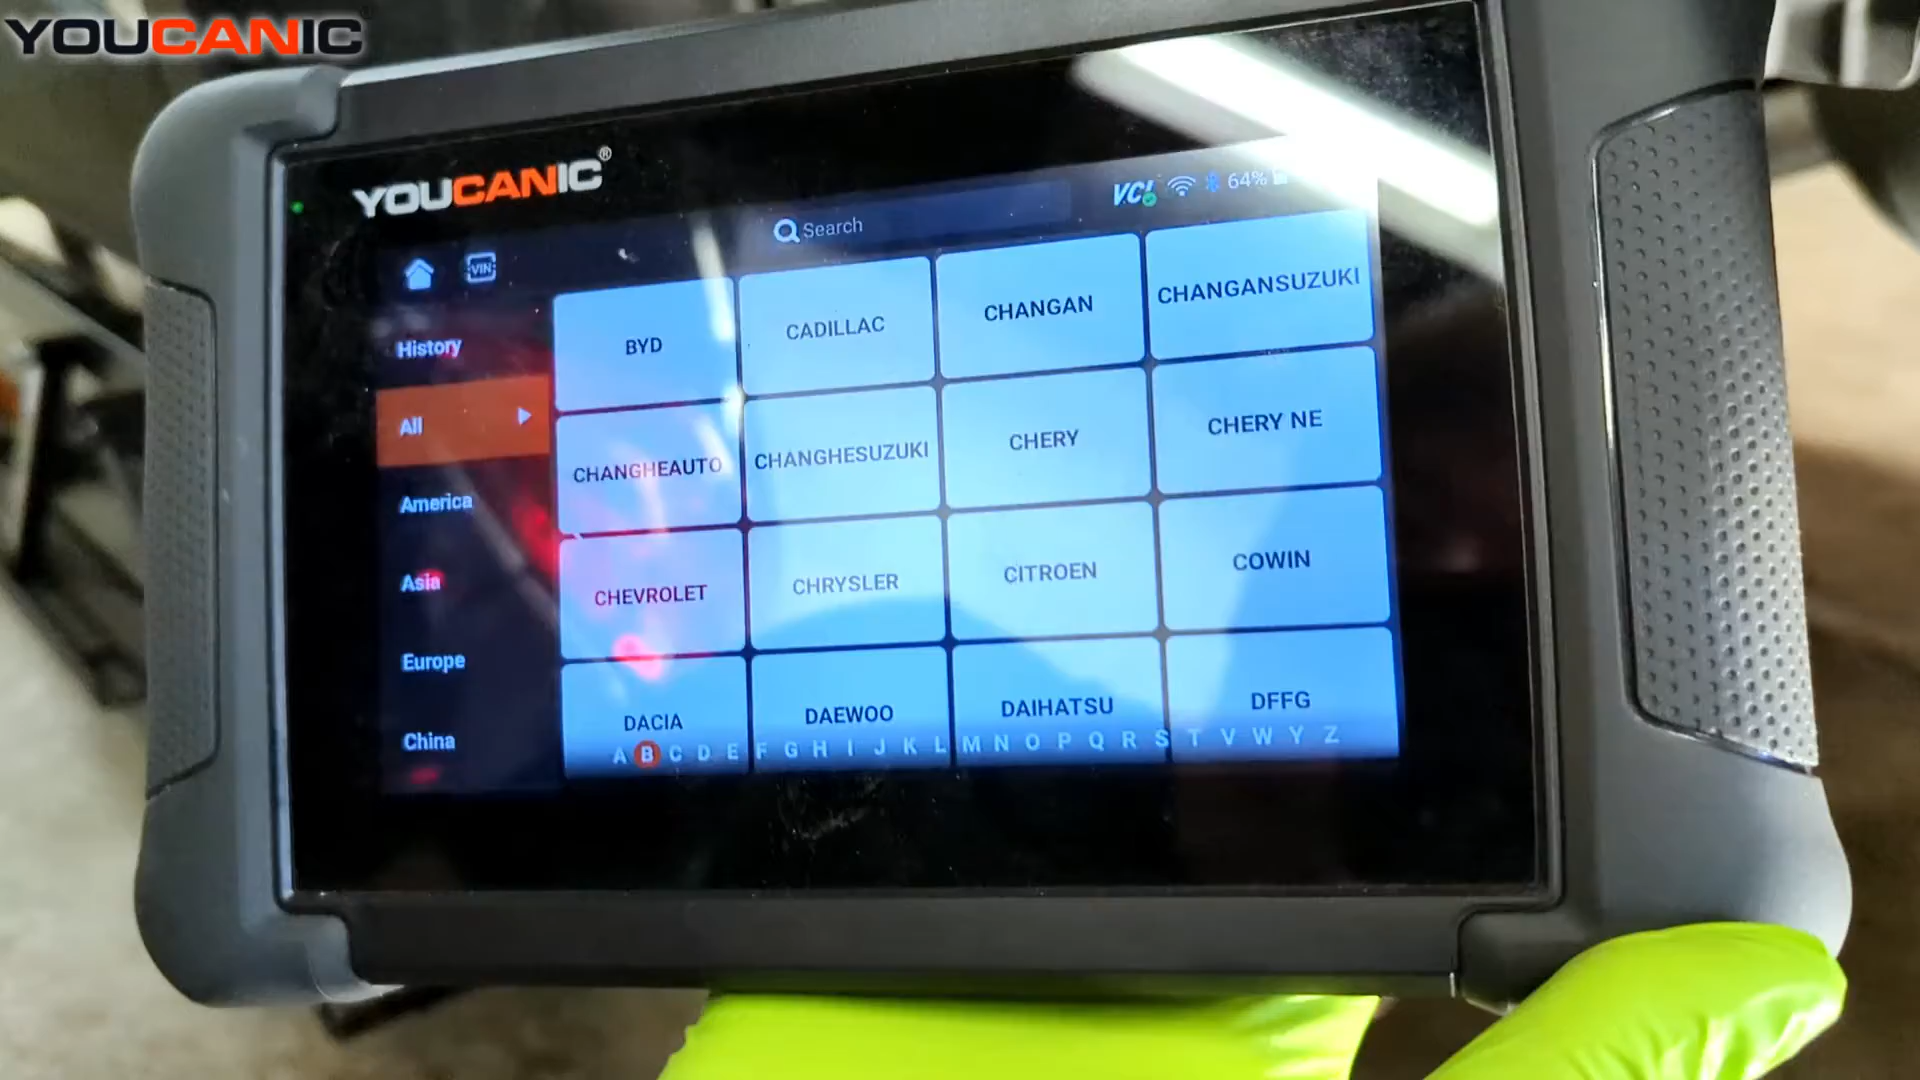 YOUCANIC
YOUCANIC®
VCI 64%
Search
VIN
History
All
America
Asia
Europe
China
BYD CADILLAC CHANGAN CHANGANSUZUKI
CHANGHEAUTO CHANGHESUZUKI CHERY CHERY NE
CHEVROLET CHRYSLER CITROEN COWIN
DACIA DAEWOO DAIHATSU DFFG
A B C D E F G H I J K L M N O P Q R S T V W Y Z